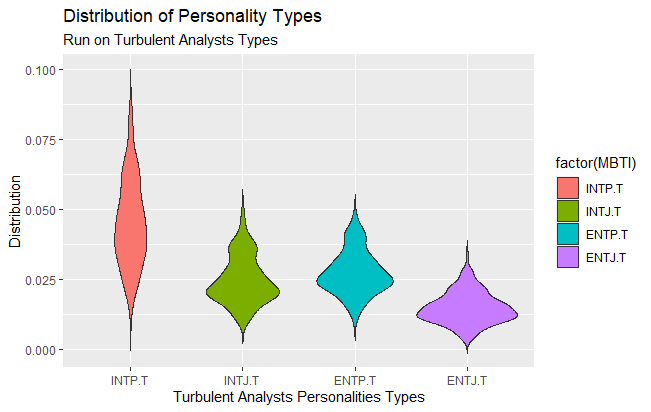 Distribution of Personality Types
Run on Turbulent Analysts Types
Distribution
0.100
0.075
0.050
0.025
0.000
INTP.T INTJ.T ENTP.T ENTJ.T
Turbulent Analysts Personalities Types
factor(MBTI)
INTP.T
INTJ.T
ENTP.T
ENTJ.T